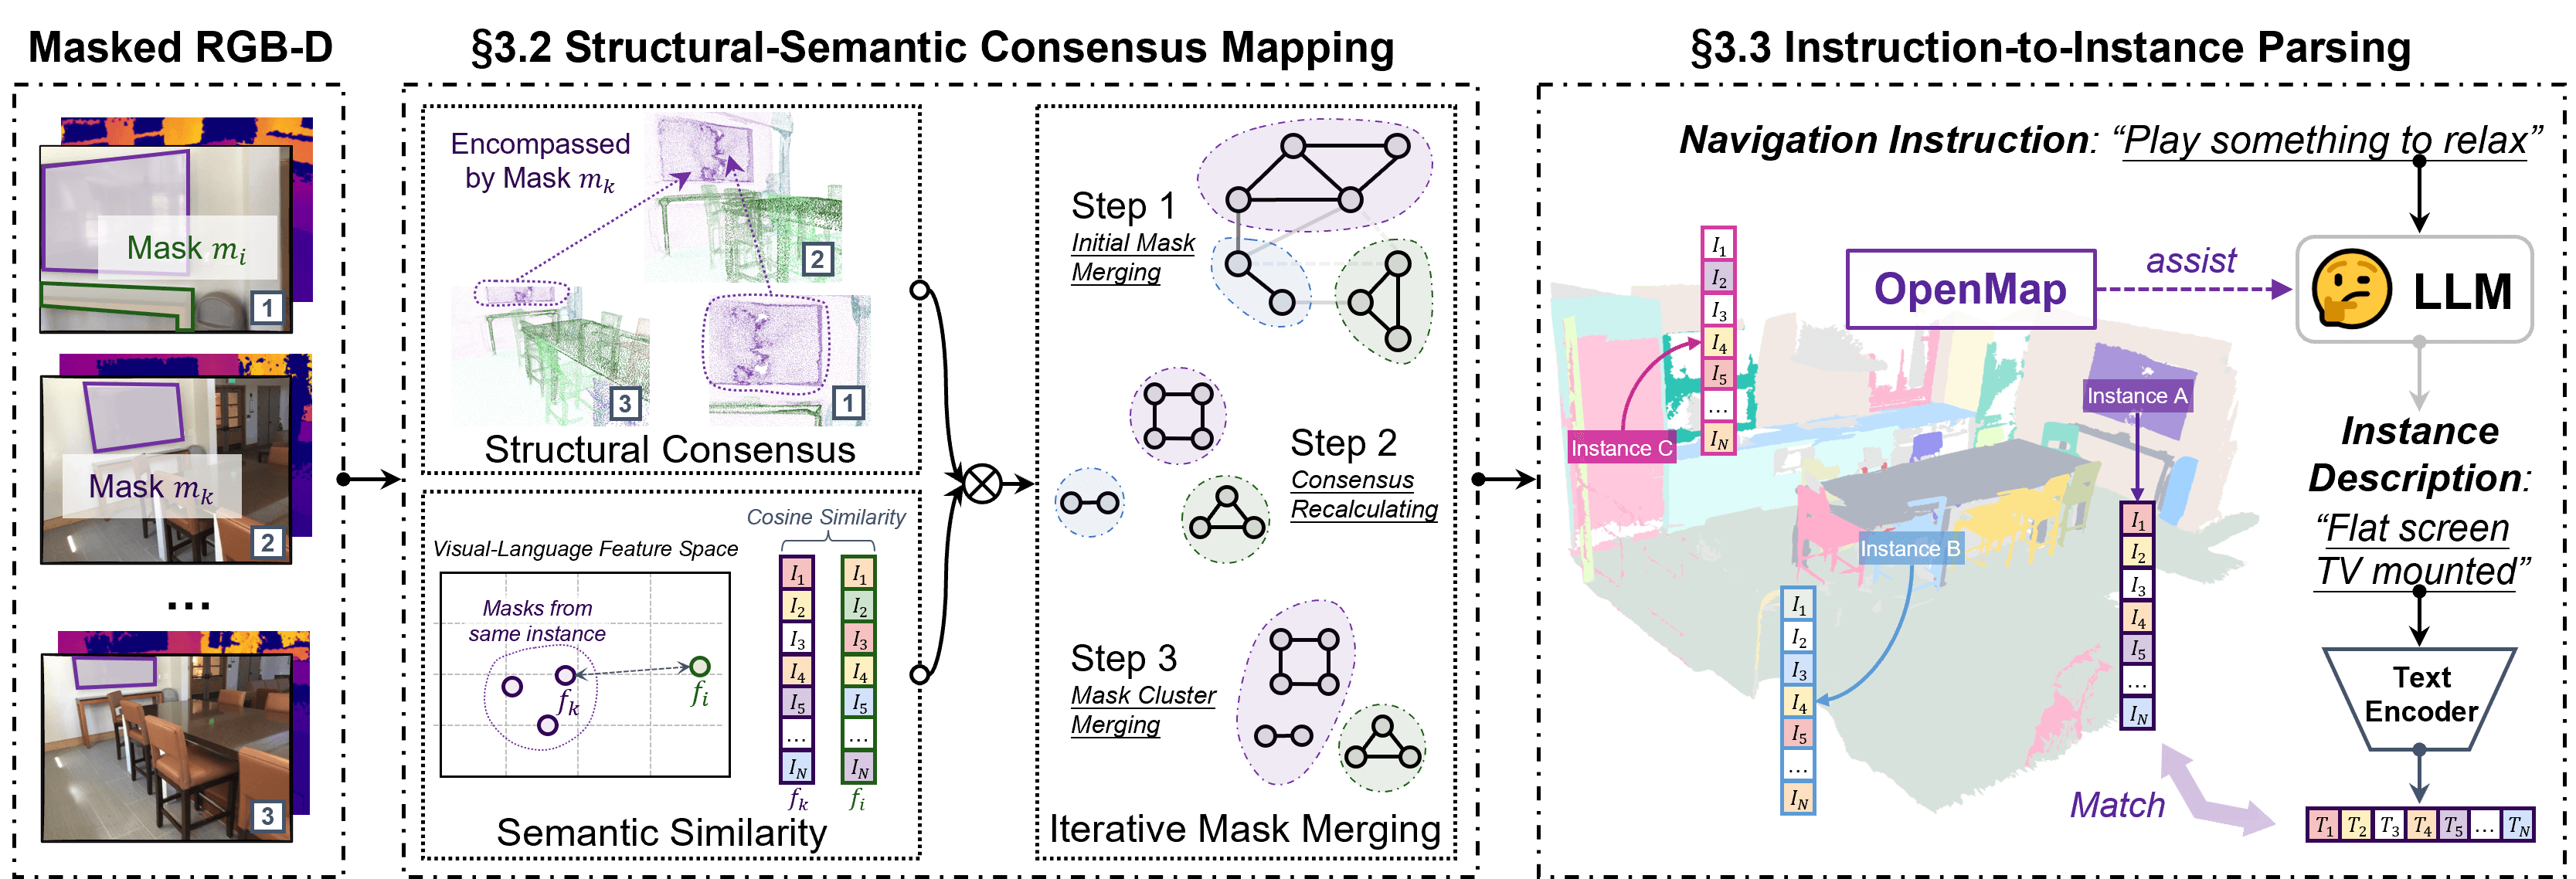 Masked RGB-D
Mask m_i
1
Mask m_k
2
...
3
§3.2 Structural-Semantic Consensus Mapping
Encompassed
by Mask m_k
2
3
1
Structural Consensus
Cosine Similarity
Visual-Language Feature Space
Masks from
same instance
f_k
f_i
I_1
I_2
I_3
I_4
I_5
...
I_N
f_k
I_1
I_2
I_3
I_4
I_5
...
I_N
f_i
Semantic Similarity
Step 1
Initial Mask
Merging
Step 2
Consensus
Recalculating
Step 3
Mask Cluster
Merging
Iterative Mask Merging
§3.3 Instruction-to-Instance Parsing
Navigation Instruction: “Play something to relax”
OpenMap
assist
LLM
I_1
I_2
I_3
I_4
I_5
...
I_N
Instance C
Instance A
Instance B
I_1
I_2
I_3
I_4
I_5
...
I_N
I_1
I_2
I_3
I_4
I_5
...
I_N
Instance
Description:
“Flat screen
TV mounted”
Text
Encoder
Match
T_1 T_2 T_3 T_4 T_5 ... T_N